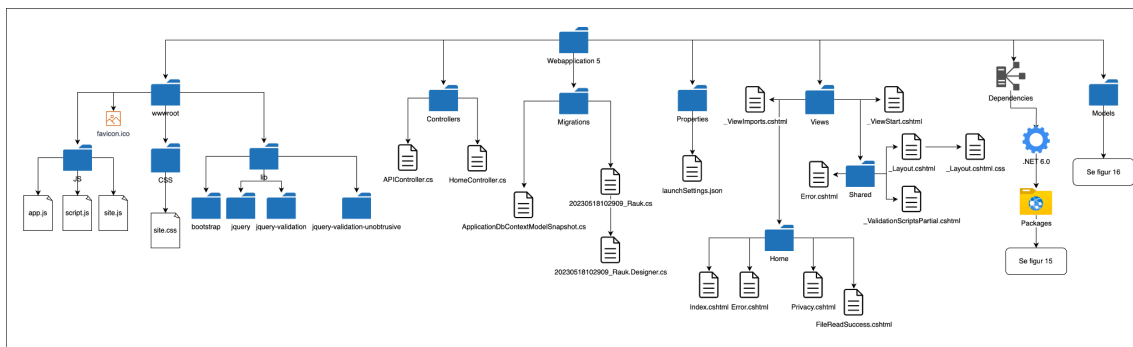 Webapplication 5
wwwroot
Controllers
Migrations
Properties
Views
Dependencies
Models
favicon.ico
_ViewImports.cshtml
_ViewStart.cshtml
JS
CSS
lib
APIController.cs
HomeController.cs
launchSettings.json
.NET 6.0
Se figur 16
_Layout.cshtml
_Layout.cshtml.css
Error.cshtml
Shared
_ValidationScriptsPartial.cshtml
app.js
script.js
site.js
site.css
bootstrap
jquery
jquery-validation
jquery-validation-unobtrusive
ApplicationDbContextModelSnapshot.cs
20230518102909_Rauk.cs
20230518102909_Rauk.Designer.cs
Packages
Se figur 15
Home
Index.cshtml
Error.cshtml
Privacy.cshtml
FileReadSuccess.cshtml